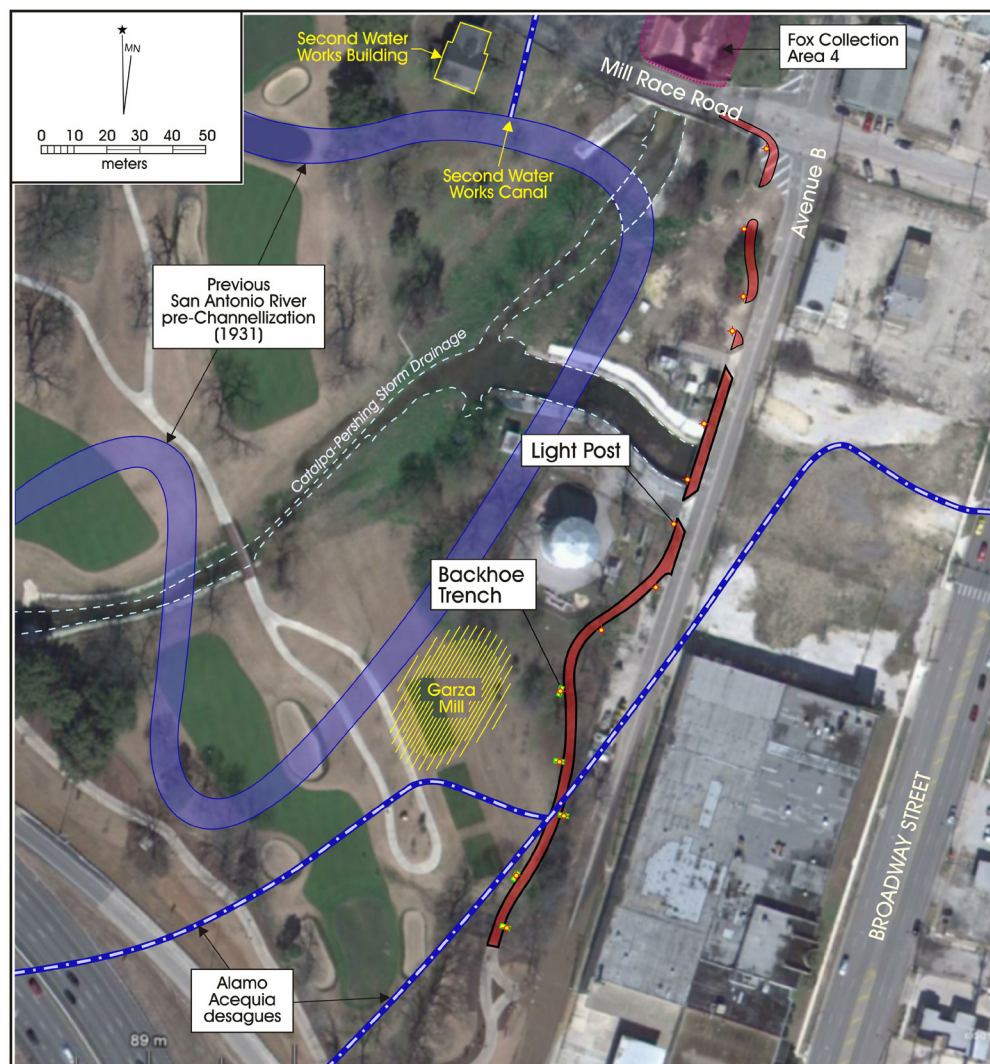 MN
0 10 20 30 40 50
meters
Second Water
Works Building
Fox Collection
Area 4
Mill Race Road
Second Water
Works Canal
Avenue B
Previous
San Antonio River
pre-Channellization
(1931)
Catalpa-Pershing Storm Drainage
Light Post
Backhoe
Trench
Garza
Mill
BROADWAY STREET
Alamo
Acequia
desagues
89 m